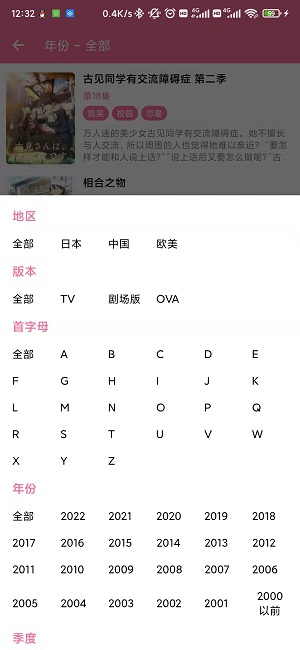 12:32
0.4K/s
4G
4G
59
年份 - 全部
古见同学有交流障碍症 第二季
第18集
搞笑 校园 恋爱
万人迷的美少女古见同学有交流障碍症，她不擅长
与人交流，所以周围的人也觉得她难以亲近？“要怎
样才能和人说上话？”“说上话后又要怎么做呢？”古...
古見さんは、
相合之物
地区
全部 日本 中国 欧美
版本
全部 TV 剧场版 OVA
首字母
全部 A B C D E
F G H I J K
L M N O P Q
R S T U V W
X Y Z
年份
全部 2022 2021 2020 2019 2018
2017 2016 2015 2014 2013 2012
2011 2010 2009 2008 2007 2006
2005 2004 2003 2002 2001 2000
以前
季度